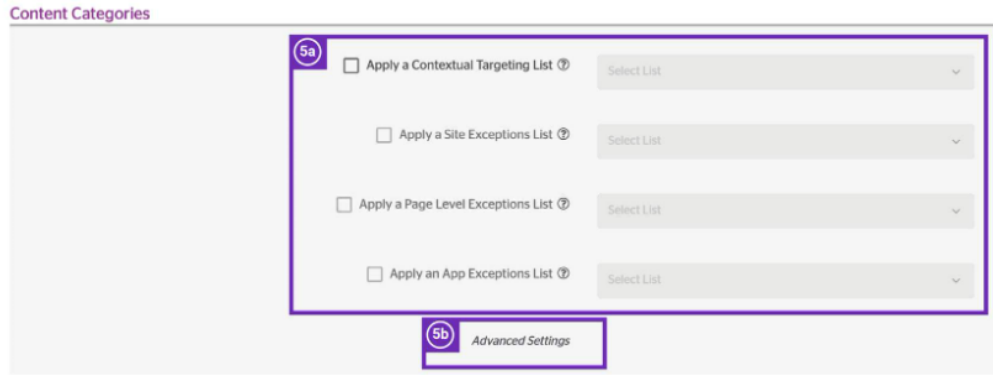 Content Categories
5a
Apply a Contextual Targeting List ? Select List
Apply a Site Exceptions List ? Select List
Apply a Page Level Exceptions List ? Select List
Apply an App Exceptions List ? Select List
5b Advanced Settings